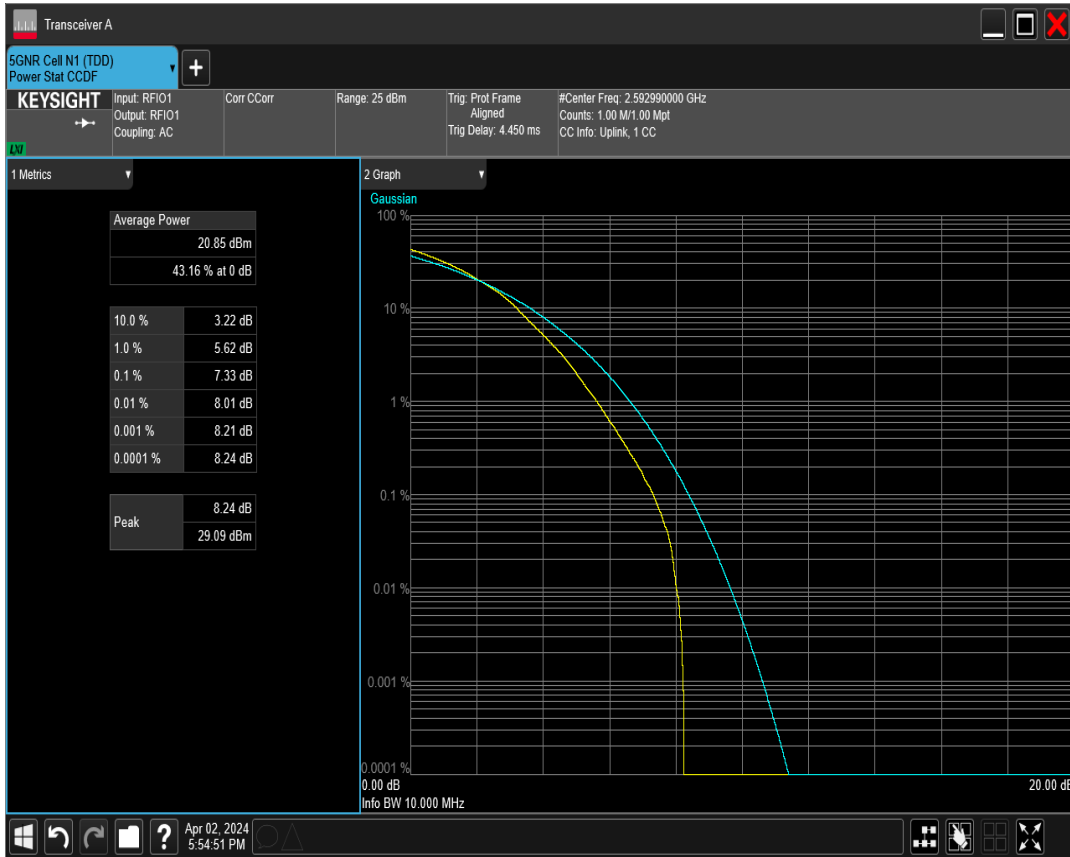 Transceiver A
5GNR Cell N1 (TDD)
Power Stat CCDF
KEYSIGHT
LXI
Input: RFIO1
Output: RFIO1
Coupling: AC
Corr CCorr
Range: 25 dBm
Trig: Prot Frame
Aligned
Trig Delay: 4.450 ms
#Center Freq: 2.592990000 GHz
Counts: 1.00 M/1.00 Mpt
CC Info: Uplink, 1 CC
1 Metrics
Average Power
20.85 dBm
43.16 % at 0 dB
10.0 % 3.22 dB
1.0 % 5.62 dB
0.1 % 7.33 dB
0.01 % 8.01 dB
0.001 % 8.21 dB
0.0001 % 8.24 dB
Peak
8.24 dB
29.09 dBm
2 Graph
Gaussian
100 %
10 %
1 %
0.1 %
0.01 %
0.001 %
0.0001 %
0.00 dB 20.00 dB
Info BW 10.000 MHz
?
Apr 02, 2024
5:54:51 PM